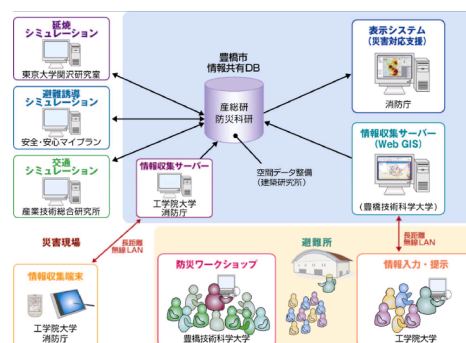 延焼
シミュレーション
東京大学関沢研究室
避難誘導
シミュレーション
安全・安心マイプラン
交通
シミュレーション
産業技術総合研究所
豊橋市
情報共有DB
産総研
防災科研
情報収集サーバー
工学院大学
消防庁
空間データ整備
(建築研究所)
表示システム
(災害対応支援)
消防庁
情報収集サーバー
(Web GIS)
(豊橋技術科学大学)
災害現場
長距離
無線LAN
情報収集端末
工学院大学
消防庁
避難所
防災ワークショップ
豊橋技術科学大学
長距離
無線LAN
情報入力・提示
工学院大学